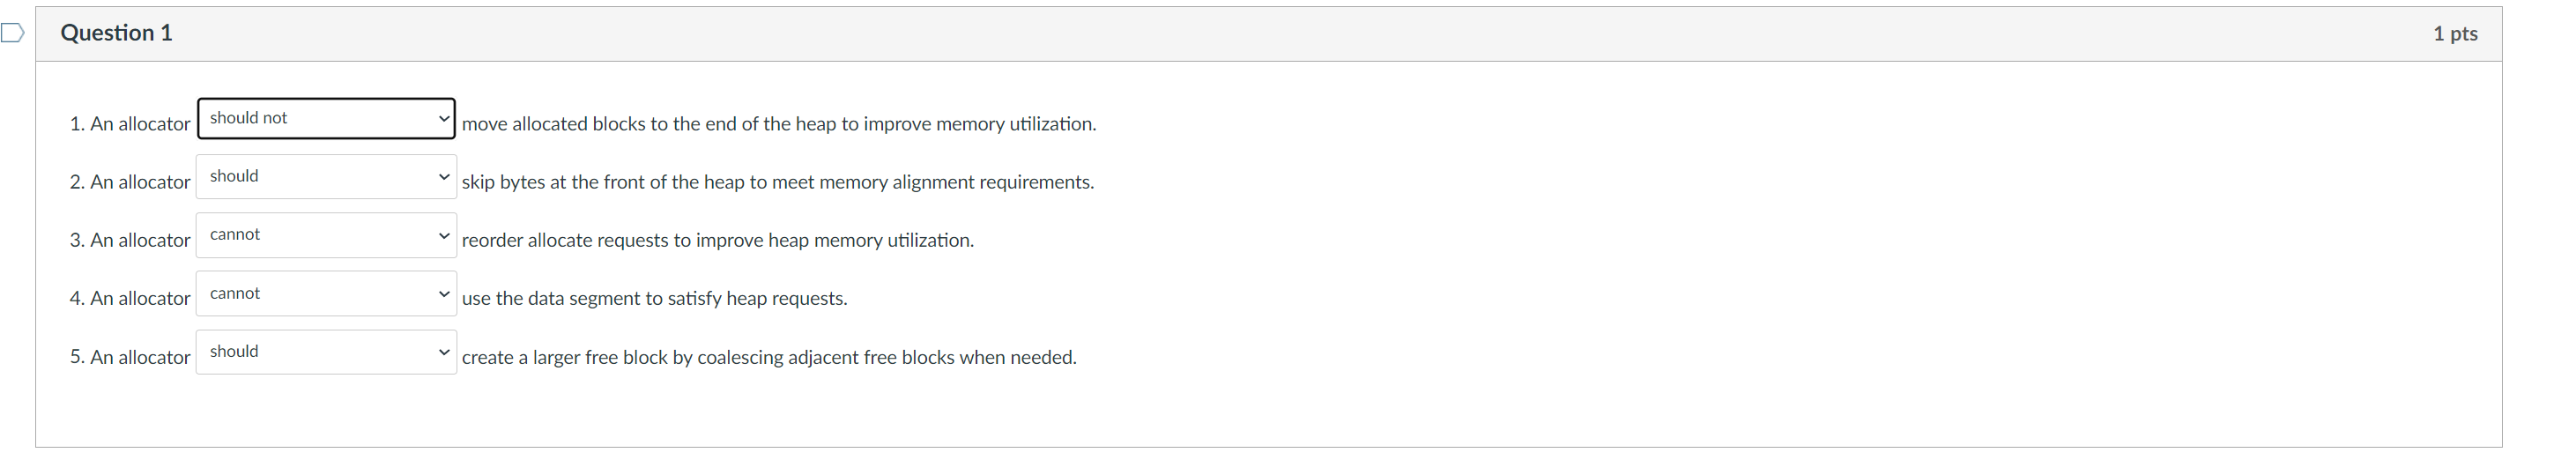 Question 1 1 pts
1. An allocator should not move allocated blocks to the end of the heap to improve memory utilization.
2. An allocator should skip bytes at the front of the heap to meet memory alignment requirements.
3. An allocator cannot reorder allocate requests to improve heap memory utilization.
4. An allocator cannot use the data segment to satisfy heap requests.
5. An allocator should create a larger free block by coalescing adjacent free blocks when needed.